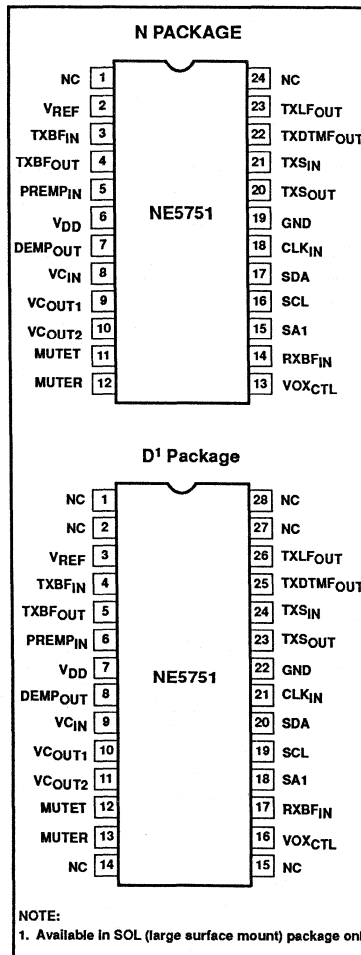 N PACKAGE
NC 1 24 NC
VREF 2 23 TXLFOUT
TXBFIN 3 22 TXDTMFOUT
TXBFOUT 4 21 TXSIN
PREMPIN 5 20 TXSOUT
VDD 6 19 GND
DEMPOUT 7 18 CLKIN
VCIN 8 17 SDA
VCOUT1 9 16 SCL
VCOUT2 10 15 SA1
MUTET 11 14 RXBFIN
MUTER 12 13 VOXCTL
NE5751
D1 Package
NC 1 28 NC
NC 2 27 NC
VREF 3 26 TXLFOUT
TXBFIN 4 25 TXDTMFOUT
TXBFOUT 5 24 TXSIN
PREMPIN 6 23 TXSOUT
VDD 7 22 GND
DEMPOUT 8 21 CLKIN
VCIN 9 20 SDA
VCOUT1 10 19 SCL
VCOUT2 11 18 SA1
MUTET 12 17 RXBFIN
MUTER 13 16 VOXCTL
NC 14 15 NC
NE5751
NOTE:
1. Available in SOL (large surface mount) package onl